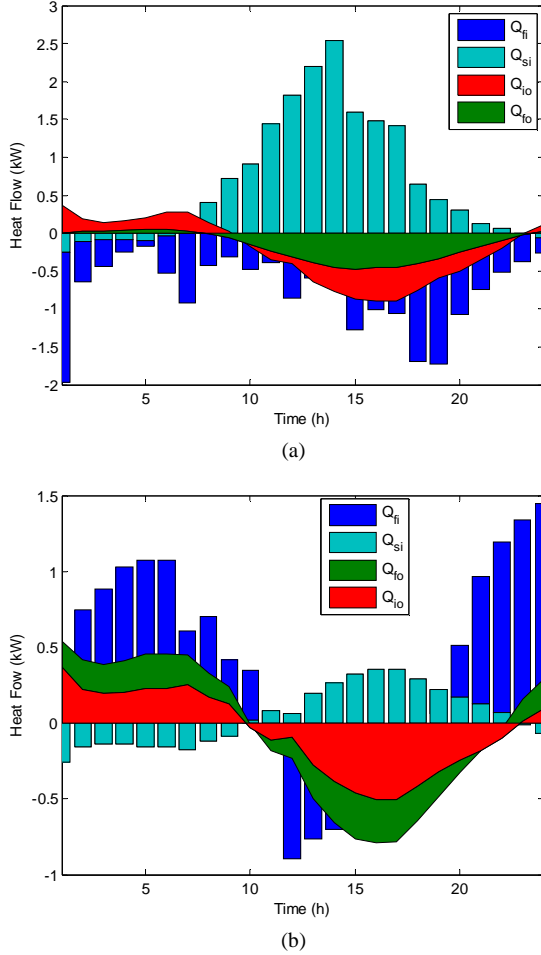 3
2.5
2
1.5
1
0.5
0
-0.5
-1
-1.5
-2
Heat Flow (kW)
5
10
15
20
Time (h)
Q_fi
Q_si
Q_io
Q_fo
(a)
1.5
1
0.5
0
-0.5
-1
Heat Fow (kW)
5
10
15
20
Time (h)
Q_fi
Q_si
Q_fo
Q_io
(b)